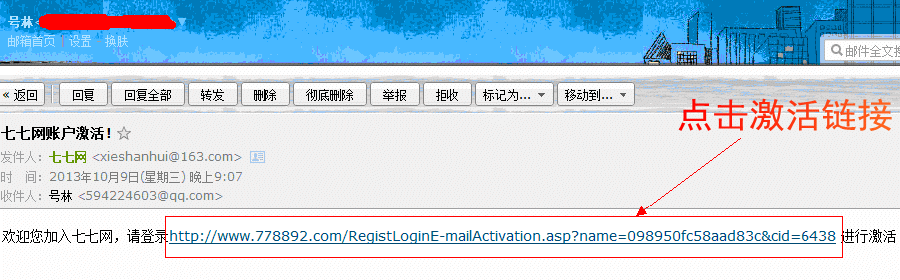 号林<
邮箱首页 | 设置 换肤
邮件全文搜
« 返回 回复 回复全部 转发 删除 彻底删除 举报 拒收 标记为... 移动到...
点击激活链接
七七网账户激活！☆
发件人：七七网 <xieshanhui@163.com>
时 间：2013年10月9日(星期三) 晚上9:07
收件人：号林 <594224603@qq.com>
欢迎您加入七七网，请登录http://www.778892.com/RegistLoginE-mailActivation.asp?name=098950fc58aad83c&cid=6438 进行激活